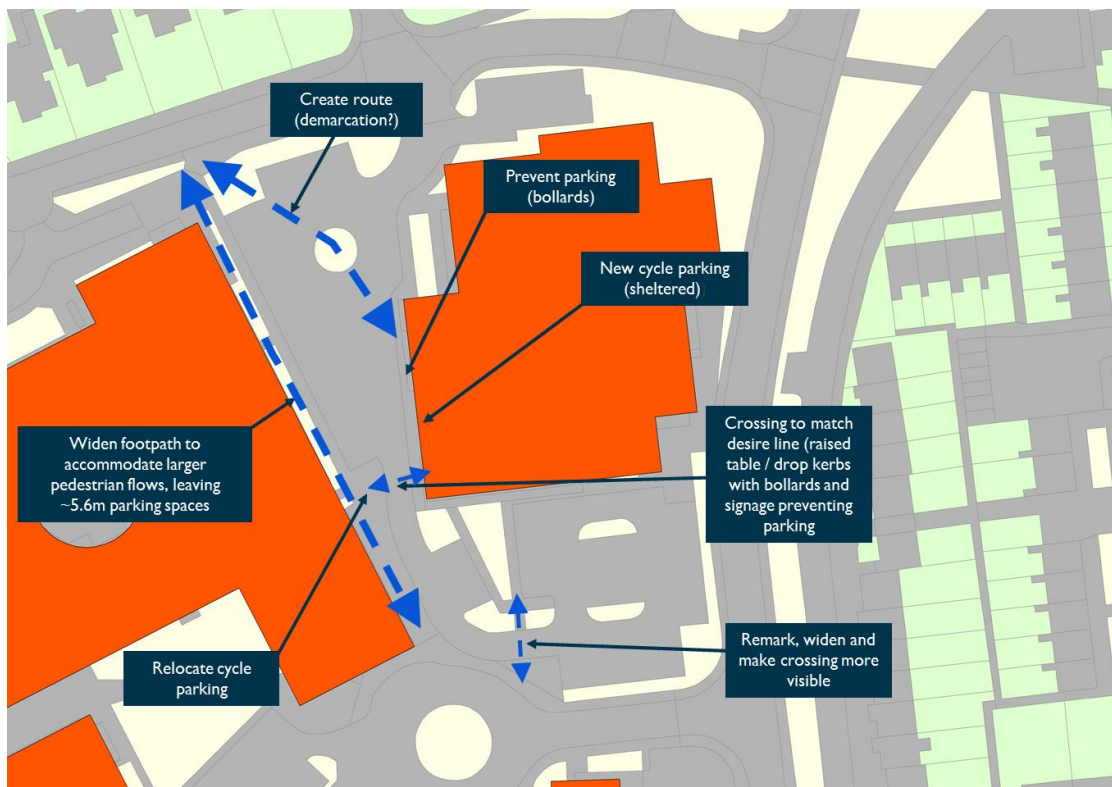 Create route
(demarcation?)
Prevent parking
(bollards)
New cycle parking
(sheltered)
Widen footpath to
accommodate larger
pedestrian flows, leaving
~5.6m parking spaces
Crossing to match
desire line (raised
table / drop kerbs
with bollards and
signage preventing
parking
Relocate cycle
parking
Remark, widen and
make crossing more
visible